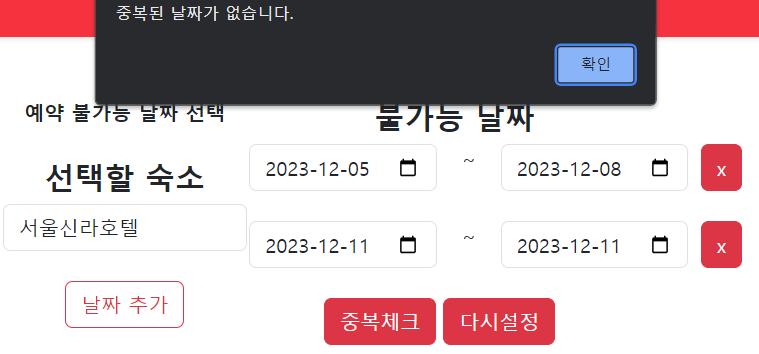 중복된 날짜가 없습니다.
확인
예약 불가능 날짜 선택
선택할 숙소
서울신라호텔
날짜 추가
불가능 날짜
2023-12-05 ~ 2023-12-08 x
2023-12-11 ~ 2023-12-11 x
중복체크 다시설정